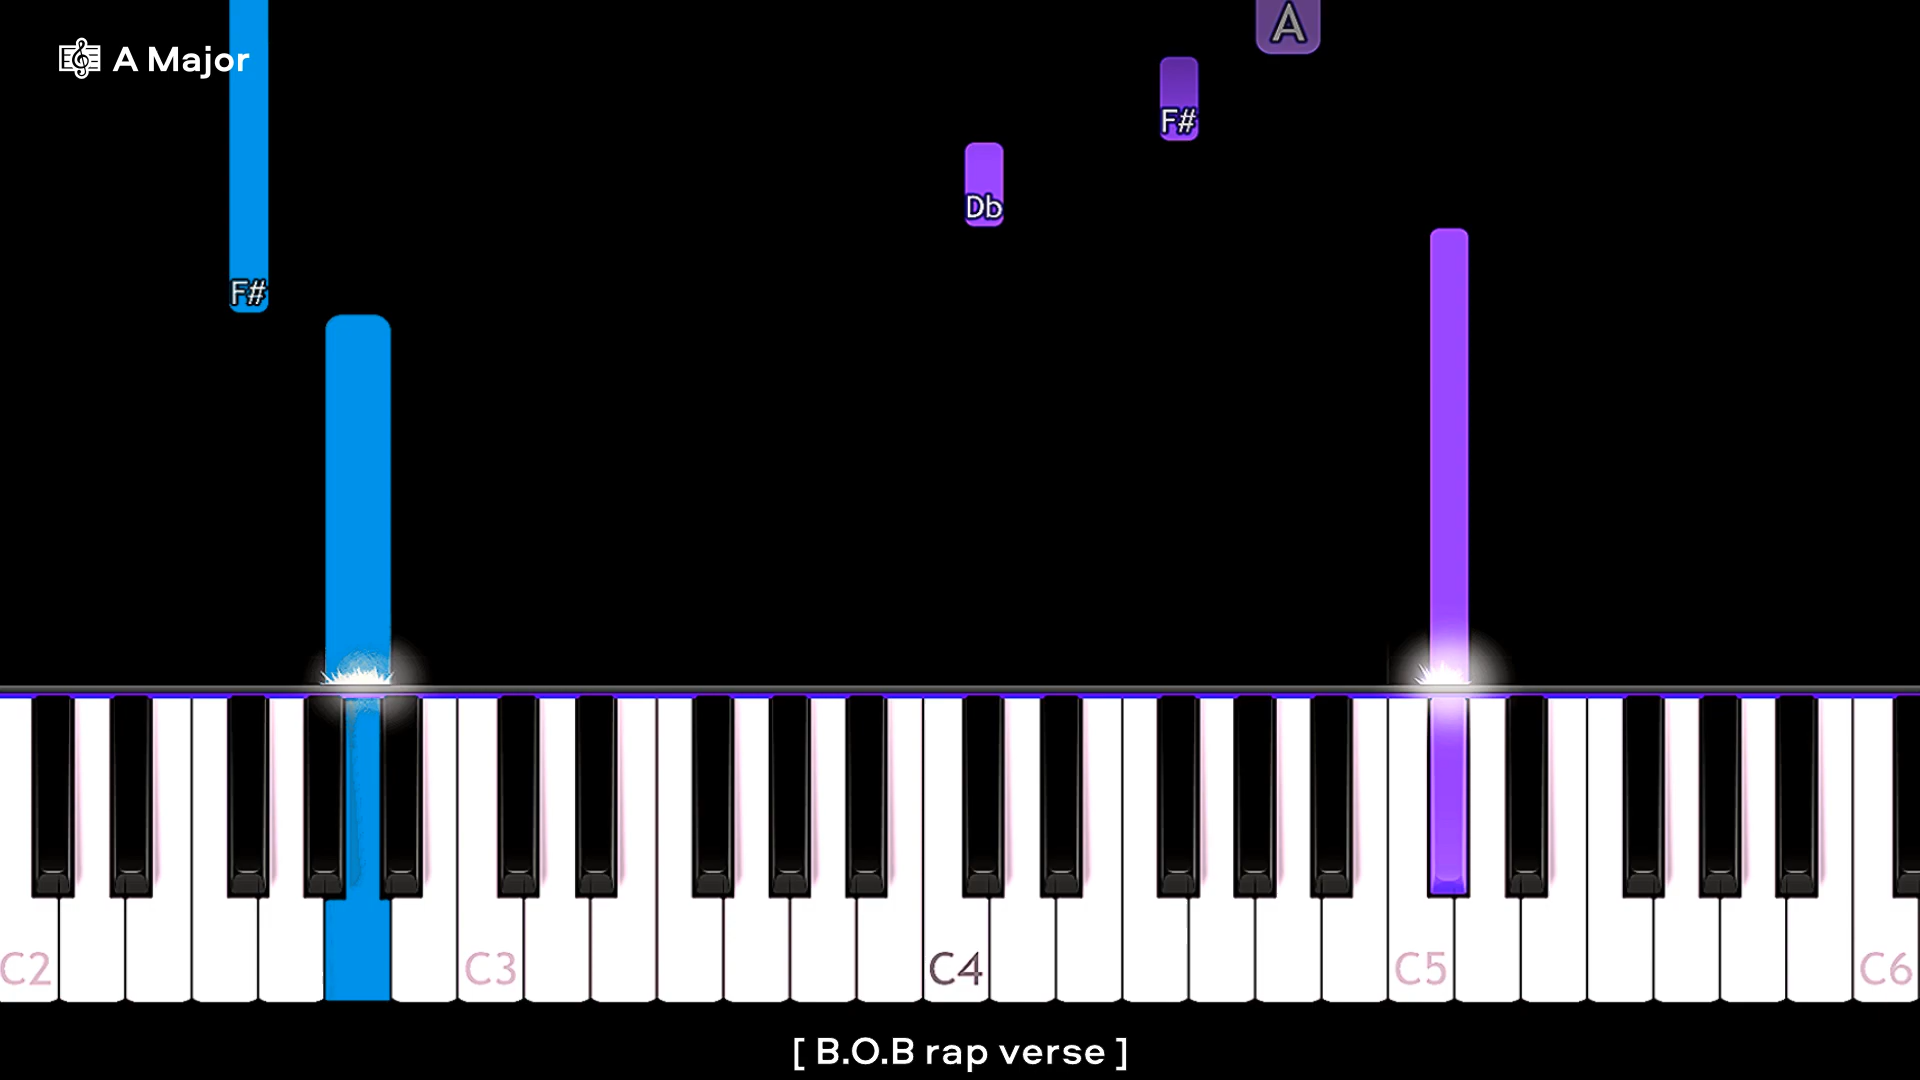 A Major
A
F#
Db
F#
C2 C3 C4 C5 C6
[ B.O.B rap verse ]